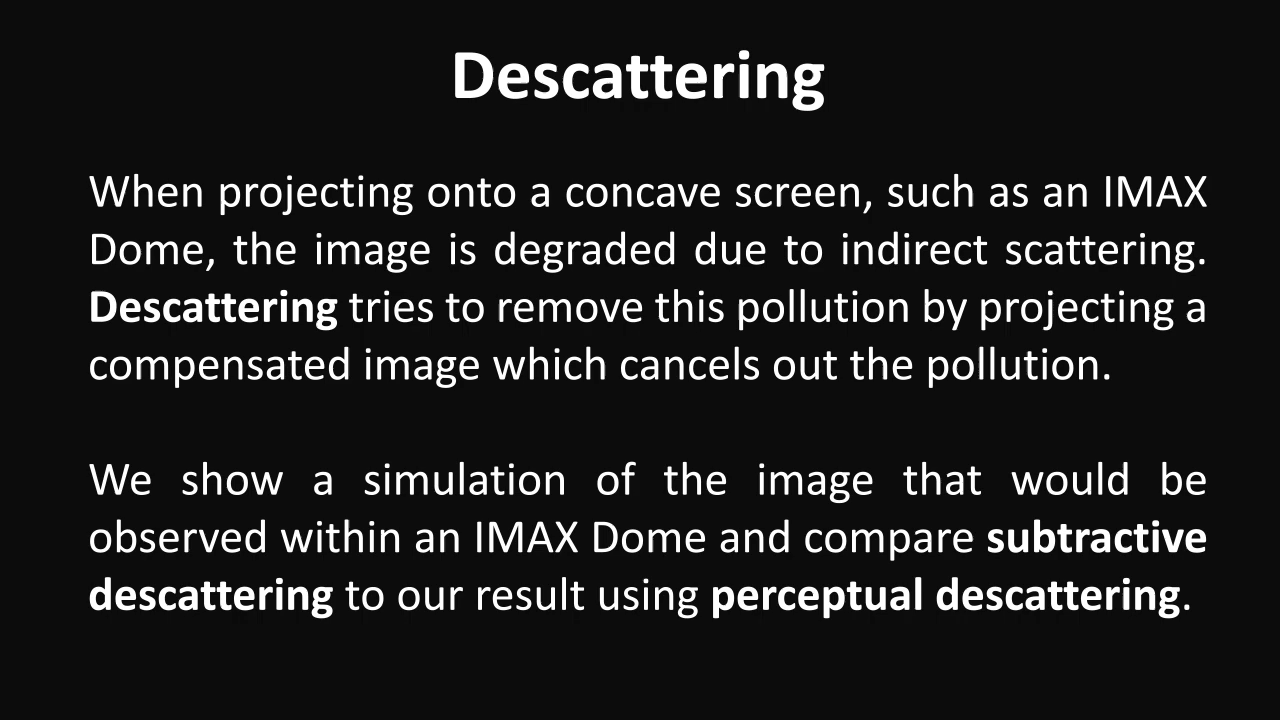 Descattering
When projecting onto a concave screen, such as an IMAX
Dome, the image is degraded due to indirect scattering.
Descattering tries to remove this pollution by projecting a
compensated image which cancels out the pollution.
We show a simulation of the image that would be
observed within an IMAX Dome and compare subtractive
descattering to our result using perceptual descattering.